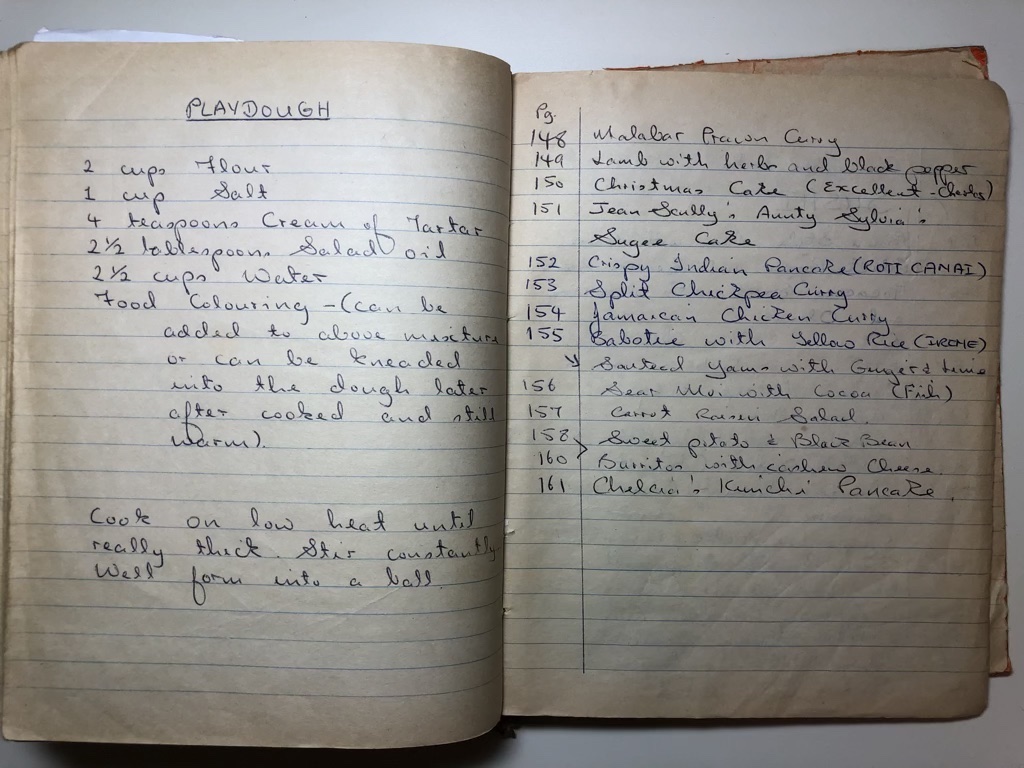 PLAYDOUGH
2 cups Flour
1 cup Salt
4 teaspoons Cream of Tartar
2½ tablespoons Salad oil
2½ cups Water
Food Colouring - (can be
added to above mixture
or can be kneaded
into the dough later
after cooked and still
warm).
Cook on low heat until
really thick. Stir constantly.
Well form into a ball
Pg.
148 Malabar Prawn Curry
149 Lamb with herbs and black pepper
150 Christmas Cake (Excellent - Charles)
151 Jean Scully's Aunty Sylvia's
Sugee Cake
152 Crispy Indian Pancake (ROTI CANAI)
153 Split Chickpea Curry
154 Jamaican Chicken Curry
155 Babotie with Yellow Rice (IREME)
Sauteed Yams with Ginger & Lime
156 Sear with Cocoa (Fish)
157 Carrot Raisin Salad.
158 Sweet potato & Black Bean
160 Burritos with cashew Cheese.
161 Kimchi Pancake.